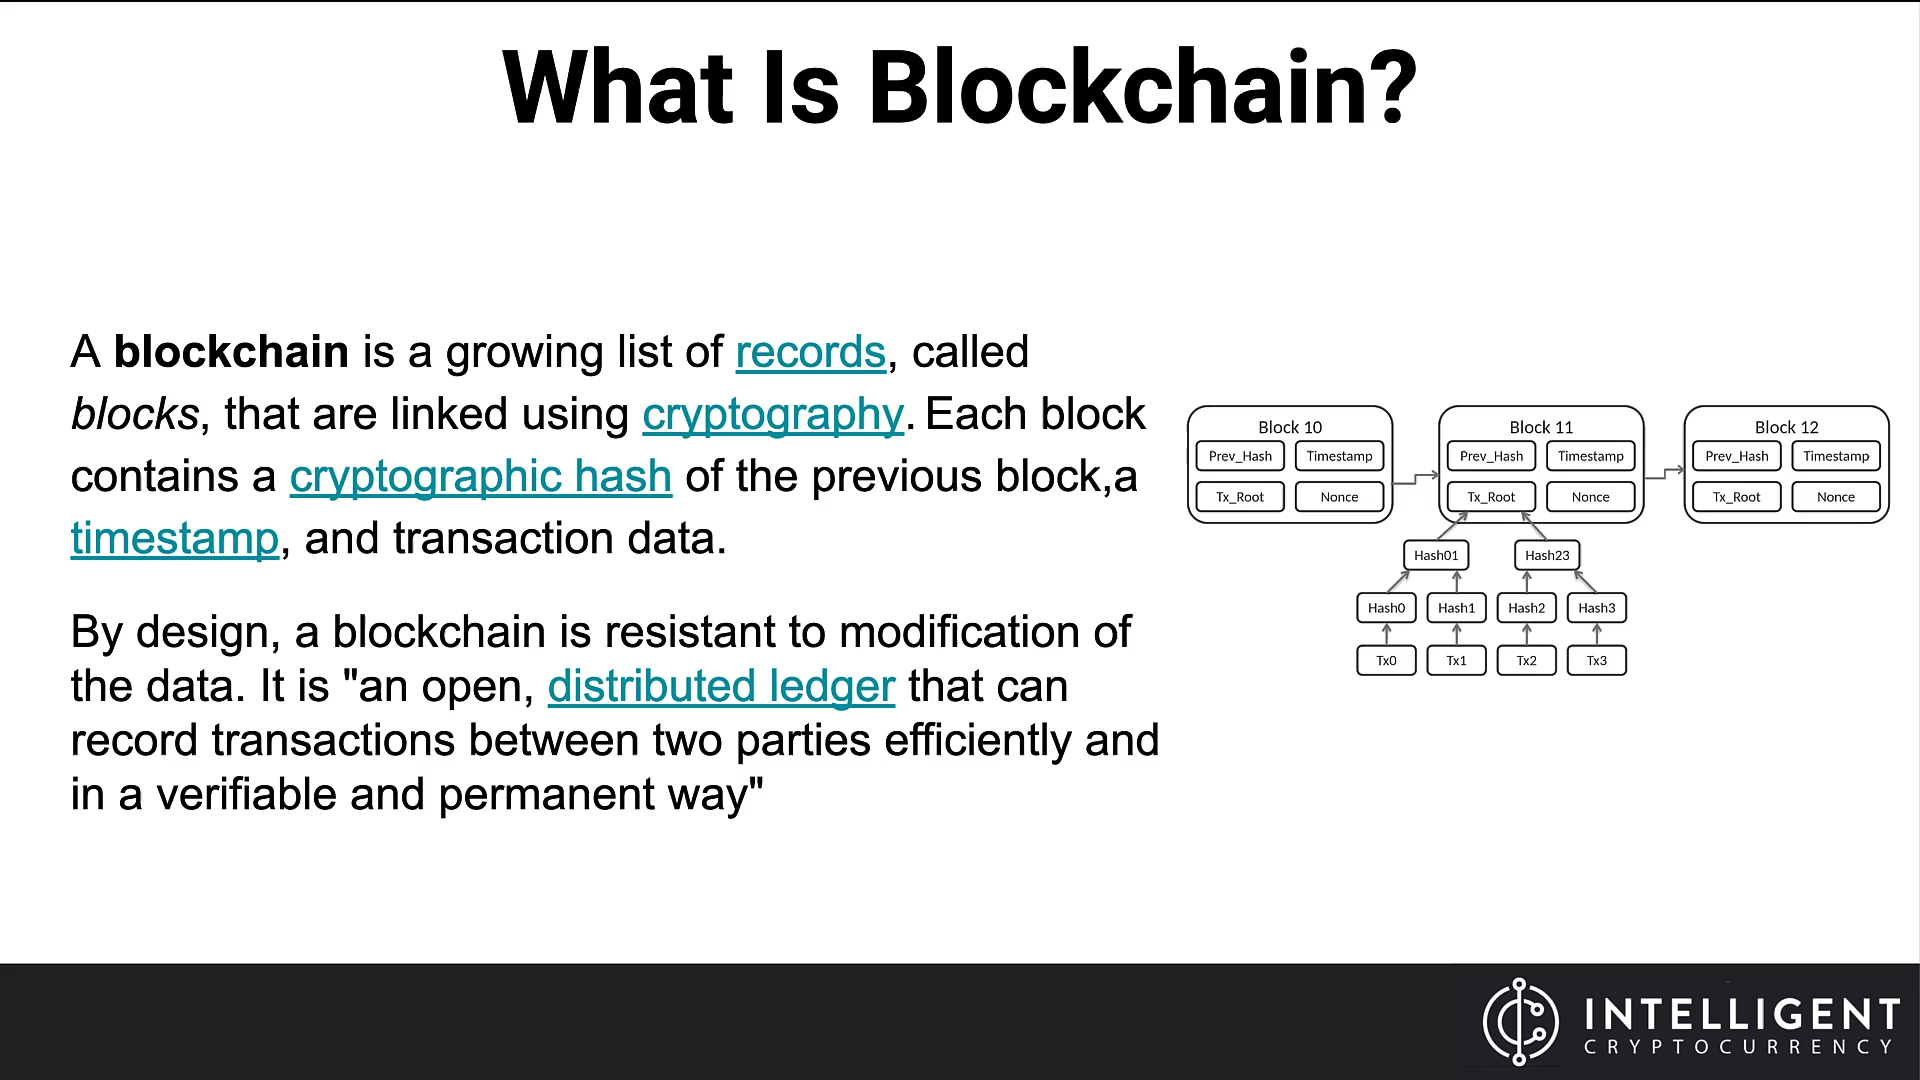 What Is Blockchain?
A blockchain is a growing list of records, called
blocks, that are linked using cryptography. Each block
contains a cryptographic hash of the previous block,a
timestamp, and transaction data.
By design, a blockchain is resistant to modification of
the data. It is "an open, distributed ledger that can
record transactions between two parties efficiently and
in a verifiable and permanent way"
Block 10
Prev_Hash Timestamp
Tx_Root Nonce
Block 11
Prev_Hash Timestamp
Tx_Root Nonce
Block 12
Prev_Hash Timestamp
Tx_Root Nonce
Hash01 Hash23
Hash0 Hash1 Hash2 Hash3
Tx0 Tx1 Tx2 Tx3
INTELLIGENT
CRYPTOCURRENCY